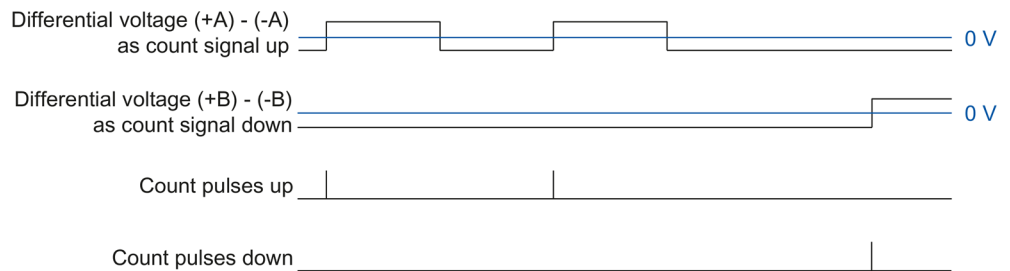 Differential voltage (+A) - (-A)
as count signal up
0 V
Differential voltage (+B) - (-B)
as count signal down
0 V
Count pulses up
Count pulses down